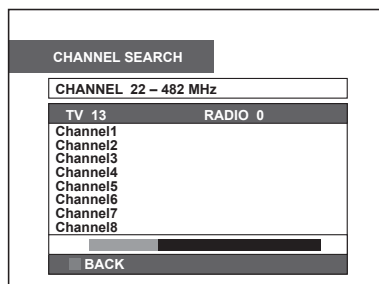 CHANNEL SEARCH
CHANNEL 22 – 482 MHz
TV 13 RADIO 0
Channel1
Channel2
Channel3
Channel4
Channel5
Channel6
Channel7
Channel8
BACK